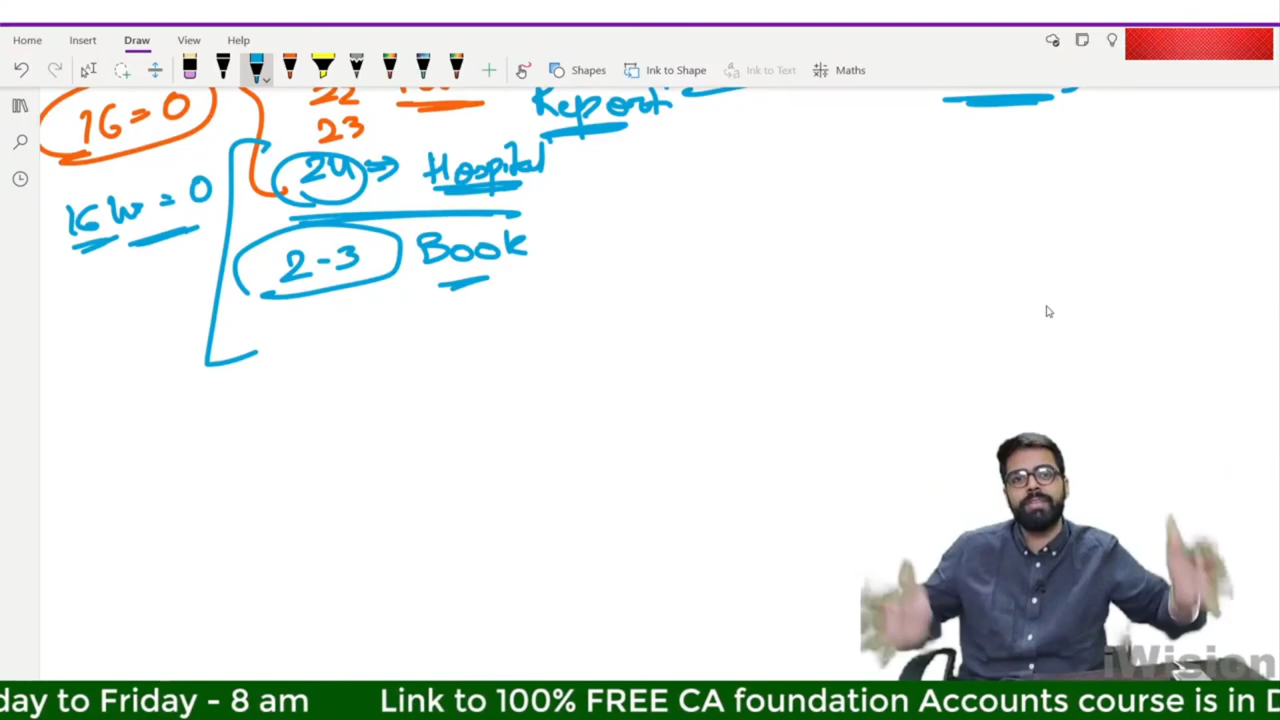 Home Insert Draw View Help
Shapes Ink to Shape Ink to Text Maths
16 = 0
22
23
Repeat
24 ⇒ Hospital
16 W = 0
2-3 Book
iWision
day to Friday - 8 am Link to 100% FREE CA foundation Accounts course is in D